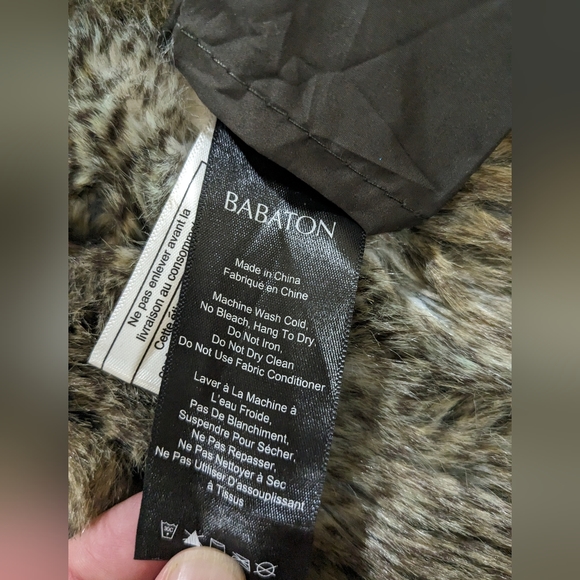 BABATON
Made in China
Fabriqué en Chine
Machine Wash Cold,
No Bleach, Hang To Dry.
Do Not Iron,
Do Not Dry Clean
Do Not Use Fabric Conditioner
Laver à La Machine à
L'eau Froide,
Pas De Blanchiment,
Suspendre Pour Sécher,
Ne Pas Repasser,
Ne Pas Nettoyer à Sec
Ne Pas Utiliser D'assouplissant
à Tissus
Ne pas enlever avant la
livraison au
Cette